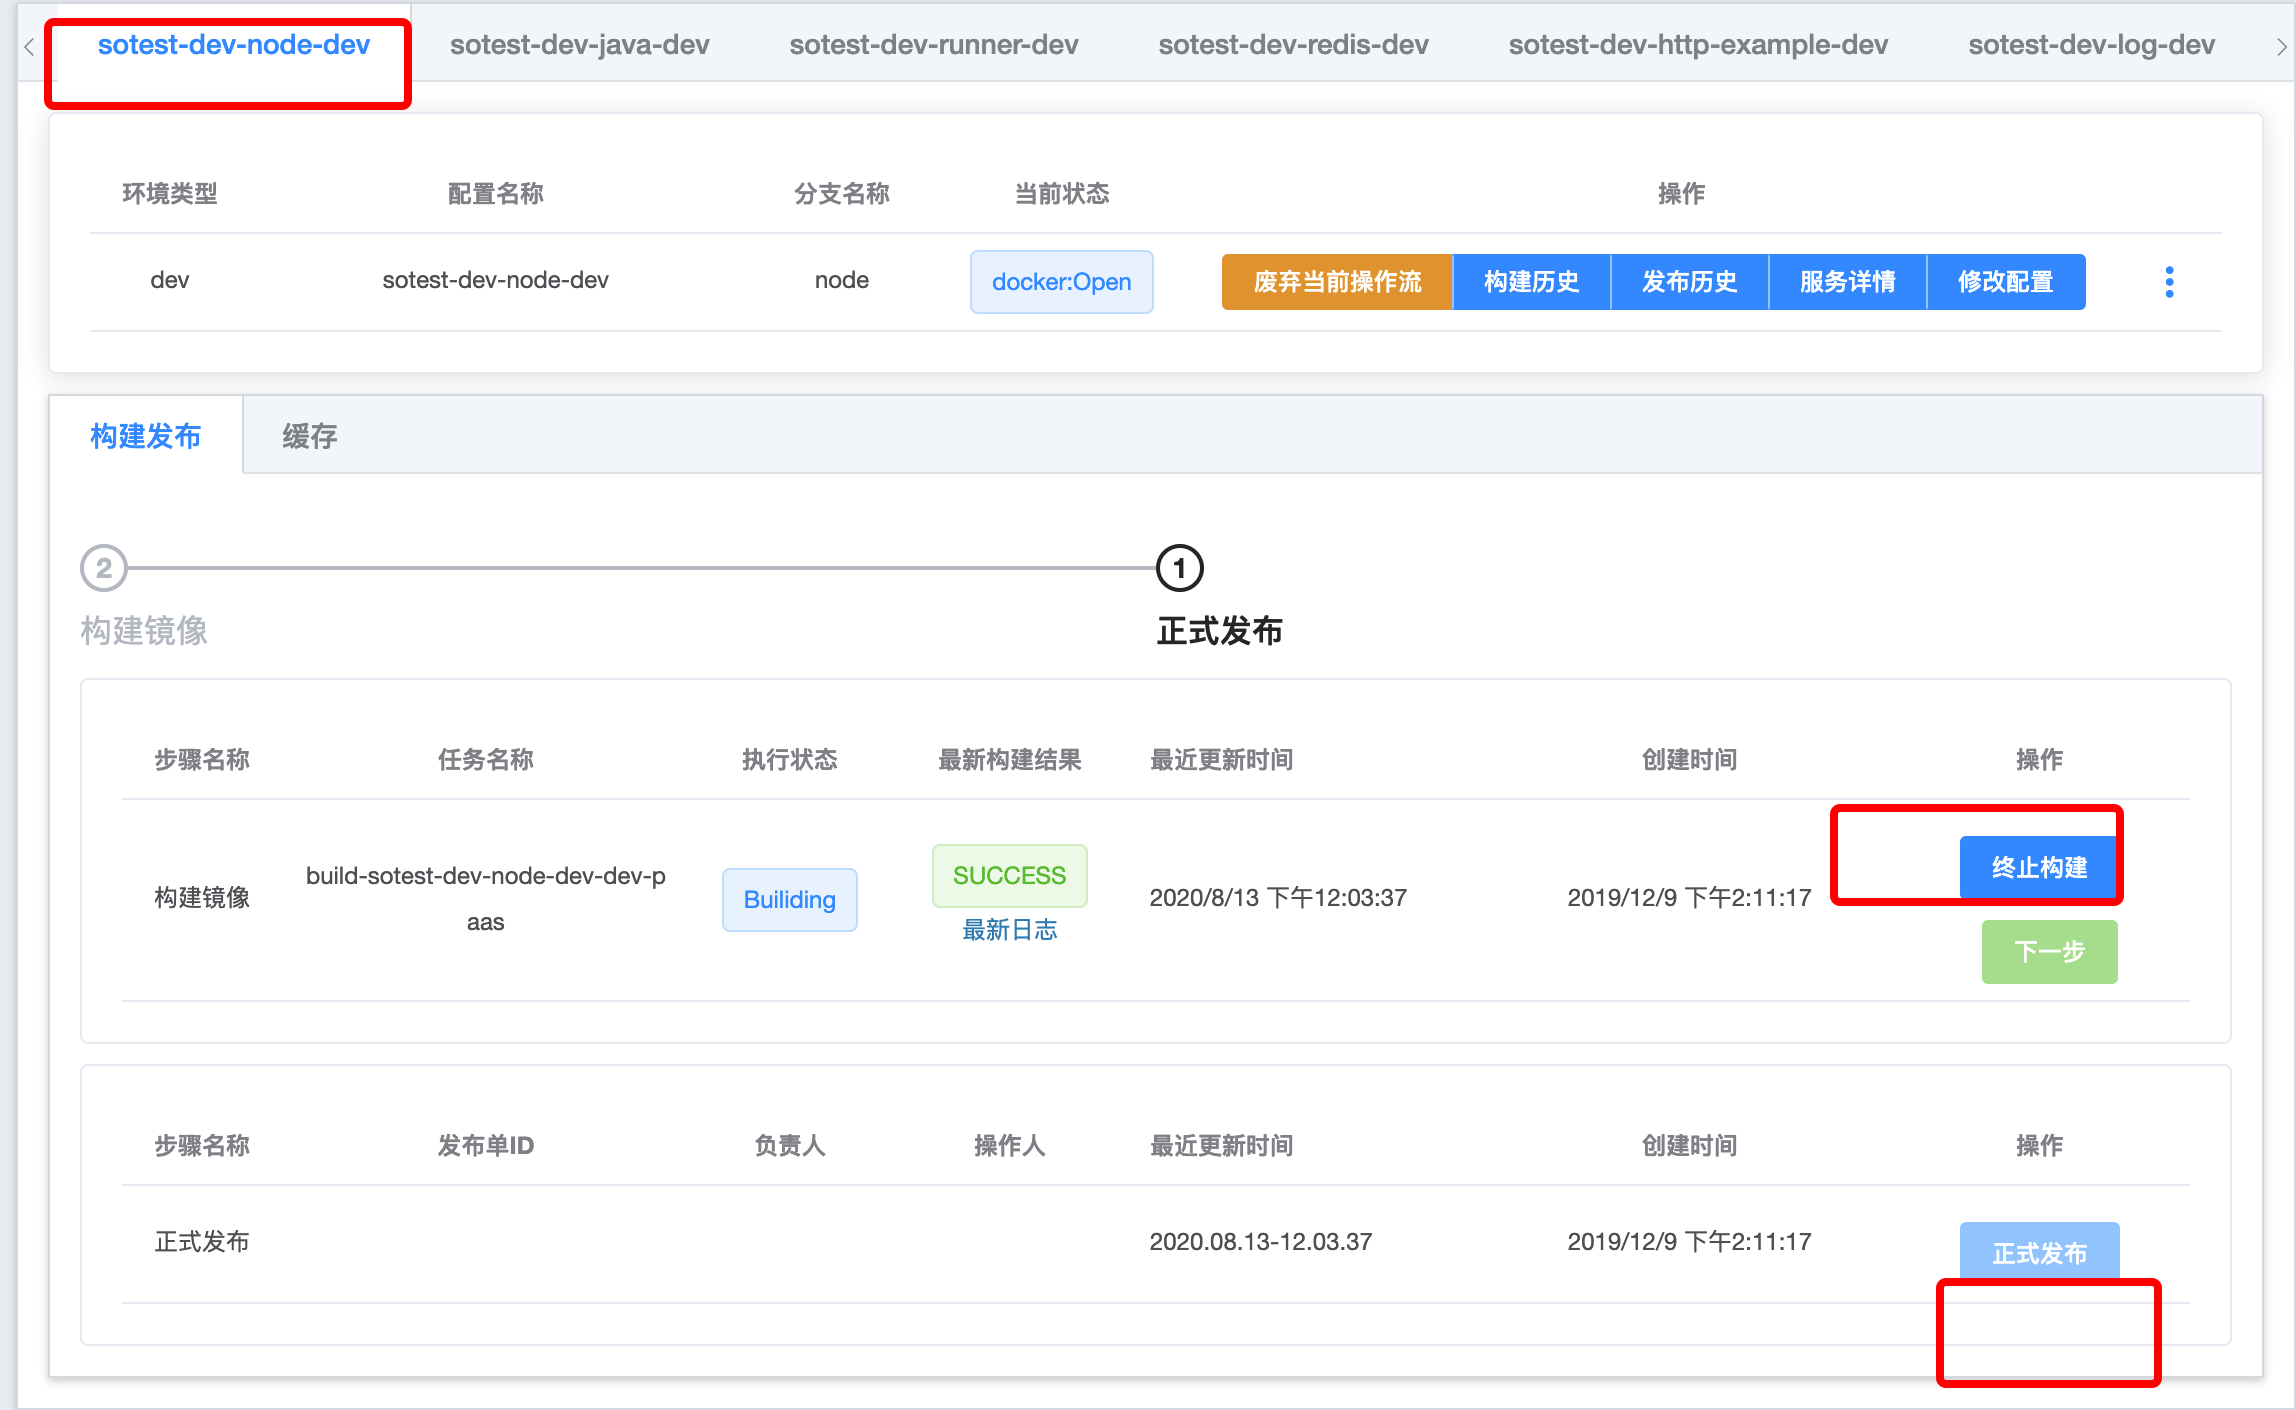 sotest-dev-node-dev sotest-dev-java-dev sotest-dev-runner-dev sotest-dev-redis-dev sotest-dev-http-example-dev sotest-dev-log-dev
环境类型 配置名称 分支名称 当前状态 操作
dev sotest-dev-node-dev node docker:Open 废弃当前操作流 构建历史 发布历史 服务详情 修改配置
构建发布 缓存
2 1
构建镜像 正式发布
步骤名称 任务名称 执行状态 最新构建结果 最近更新时间 创建时间 操作
构建镜像 build-sotest-dev-node-dev-dev-p
aas Builiding SUCCESS
最新日志 2020/8/13 下午12:03:37 2019/12/9 下午2:11:17 终止构建
下一步
步骤名称 发布单ID 负责人 操作人 最近更新时间 创建时间 操作
正式发布 2020.08.13-12.03.37 2019/12/9 下午2:11:17 正式发布